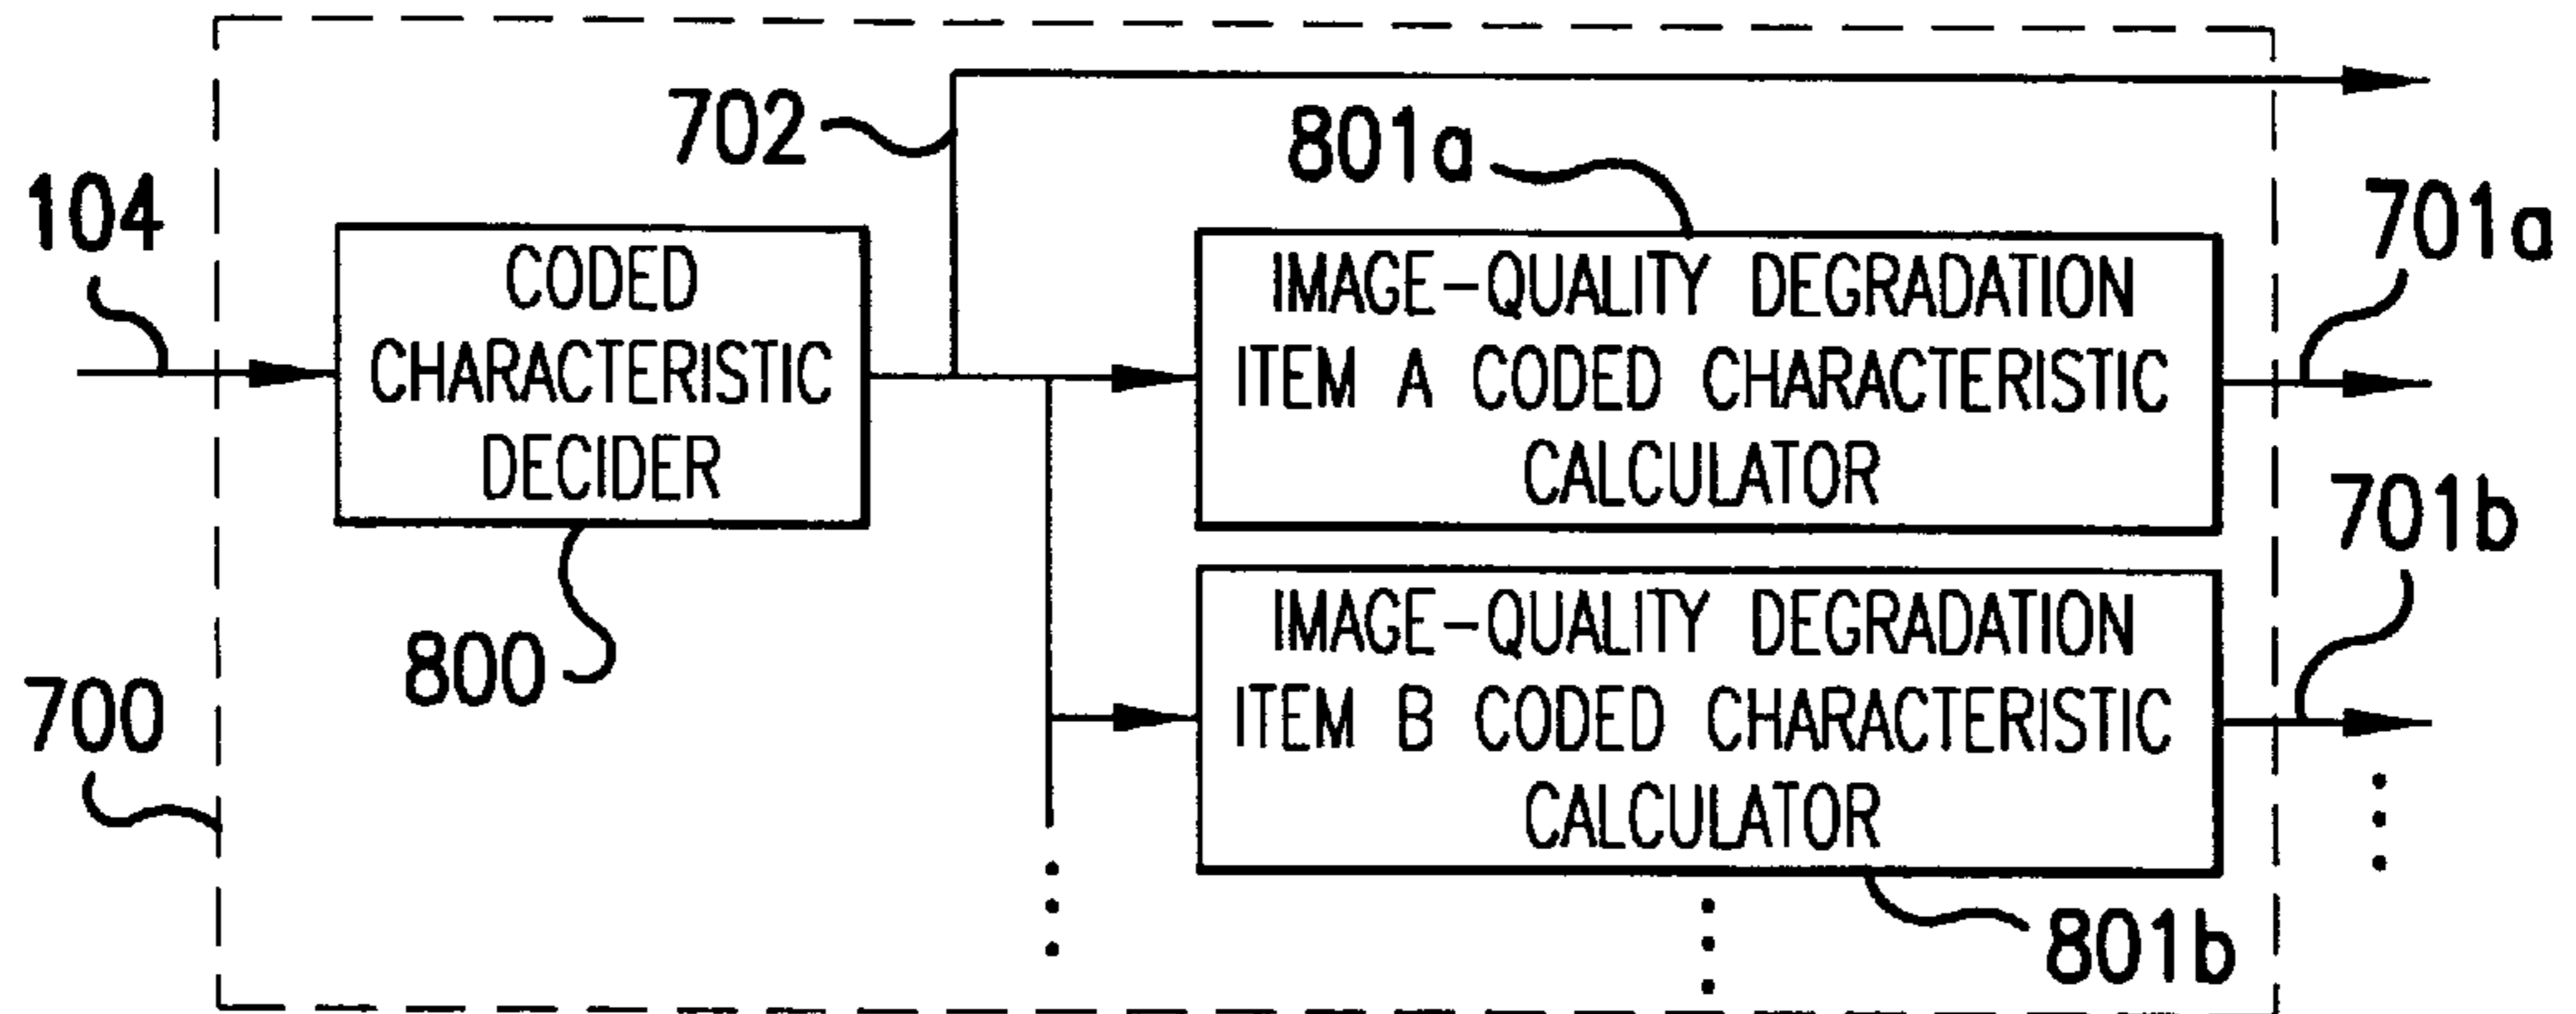 702
801a
104
701a
CODED
CHARACTERISTIC
DECIDER
IMAGE-QUALITY DEGRADATION
ITEM A CODED CHARACTERISTIC
CALCULATOR
701b
800
700
IMAGE-QUALITY DEGRADATION
ITEM B CODED CHARACTERISTIC
CALCULATOR
801b